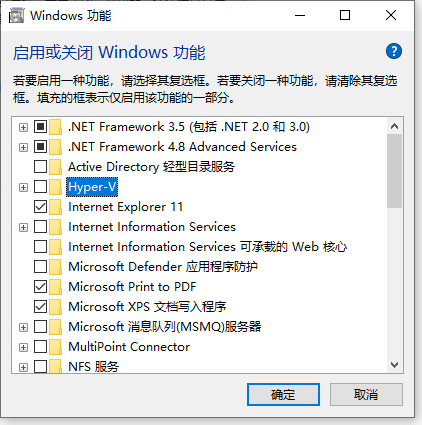 Windows 功能
启用或关闭 Windows 功能
?
若要启用一种功能，请选择其复选框。若要关闭一种功能，请清除其复选
框。填充的框表示仅启用该功能的一部分。
.NET Framework 3.5 (包括 .NET 2.0 和 3.0)
.NET Framework 4.8 Advanced Services
Active Directory 轻型目录服务
Hyper-V
Internet Explorer 11
Internet Information Services
Internet Information Services 可承载的 Web 核心
Microsoft Defender 应用程序防护
Microsoft Print to PDF
Microsoft XPS 文档写入程序
Microsoft 消息队列(MSMQ)服务器
MultiPoint Connector
NFS 服务
确定
取消